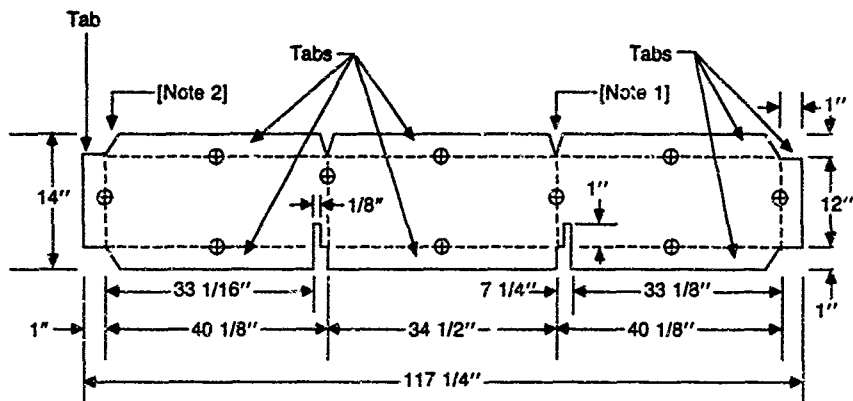 Tab
Tabs
Tabs
[Note 2]
[Note 1]
1"
14"
1/8"
1"
12"
33 1/16"
7 1/4"
33 1/8"
1"
1"
40 1/8"
34 1/2"
40 1/8"
117 1/4"